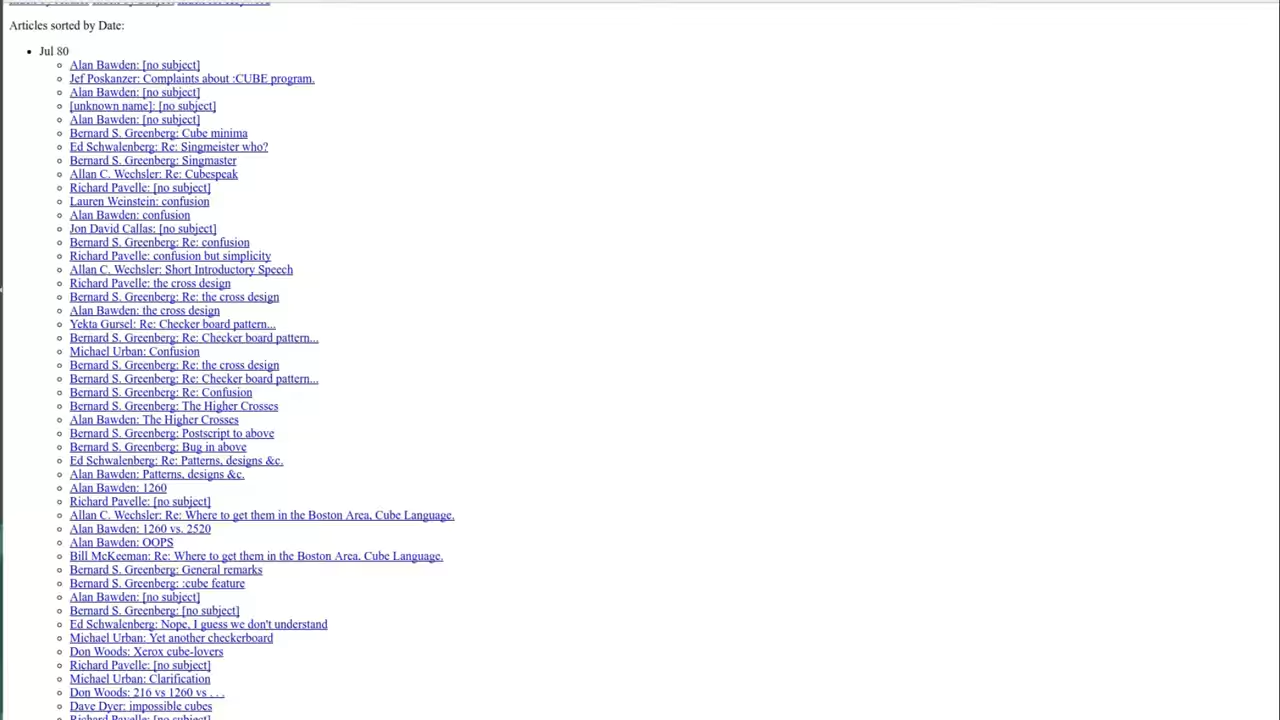 Articles sorted by Date:
Jul 80
Alan Bawden: [no subject]
Jef Poskanzer: Complaints about :CUBE program.
Alan Bawden: [no subject]
[unknown name]: [no subject]
Alan Bawden: [no subject]
Bernard S. Greenberg: Cube minima
Ed Schwalenberg: Re: Singmeister who?
Bernard S. Greenberg: Singmaster
Allan C. Wechsler: Re: Cubespeak
Richard Pavelle: [no subject]
Lauren Weinstein: confusion
Alan Bawden: confusion
Jon David Callas: [no subject]
Bernard S. Greenberg: Re: confusion
Richard Pavelle: confusion but simplicity
Allan C. Wechsler: Short Introductory Speech
Richard Pavelle: the cross design
Bernard S. Greenberg: Re: the cross design
Alan Bawden: the cross design
Yekta Gursel: Re: Checker board pattern...
Bernard S. Greenberg: Re: Checker board pattern...
Michael Urban: Confusion
Bernard S. Greenberg: Re: the cross design
Bernard S. Greenberg: Re: Checker board pattern...
Bernard S. Greenberg: Re: Confusion
Bernard S. Greenberg: The Higher Crosses
Alan Bawden: The Higher Crosses
Bernard S. Greenberg: Postscript to above
Bernard S. Greenberg: Bug in above
Ed Schwalenberg: Re: Patterns, designs &c.
Alan Bawden: Patterns, designs &c.
Alan Bawden: 1260
Richard Pavelle: [no subject]
Allan C. Wechsler: Re: Where to get them in the Boston Area, Cube Language.
Alan Bawden: 1260 vs. 2520
Alan Bawden: OOPS
Bill McKeeman: Re: Where to get them in the Boston Area, Cube Language.
Bernard S. Greenberg: General remarks
Bernard S. Greenberg: :cube feature
Alan Bawden: [no subject]
Bernard S. Greenberg: [no subject]
Ed Schwalenberg: Nope, I guess we don't understand
Michael Urban: Yet another checkerboard
Don Woods: Xerox cube-lovers
Richard Pavelle: [no subject]
Michael Urban: Clarification
Don Woods: 216 vs 1260 vs . . .
Dave Dyer: impossible cubes
Richard Pavelle: [no subject]